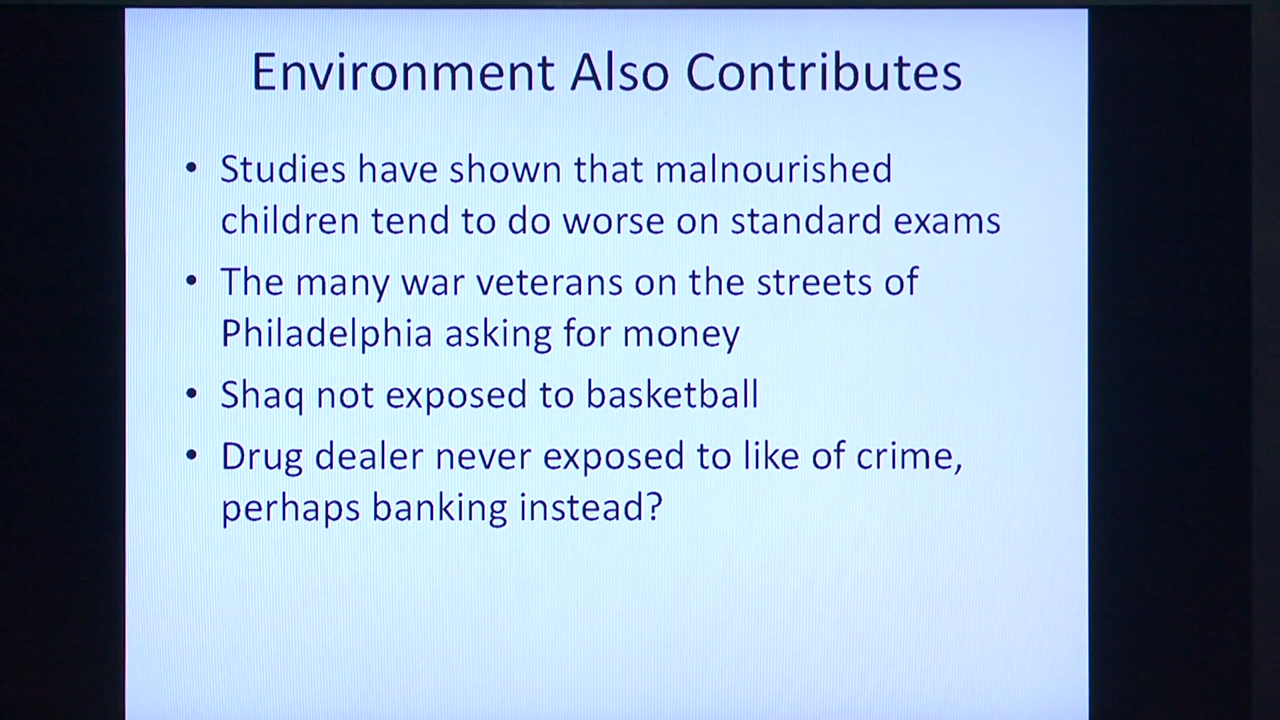 Environment Also Contributes
• Studies have shown that malnourished
children tend to do worse on standard exams
• The many war veterans on the streets of
Philadelphia asking for money
• Shaq not exposed to basketball
• Drug dealer never exposed to like of crime,
perhaps banking instead?